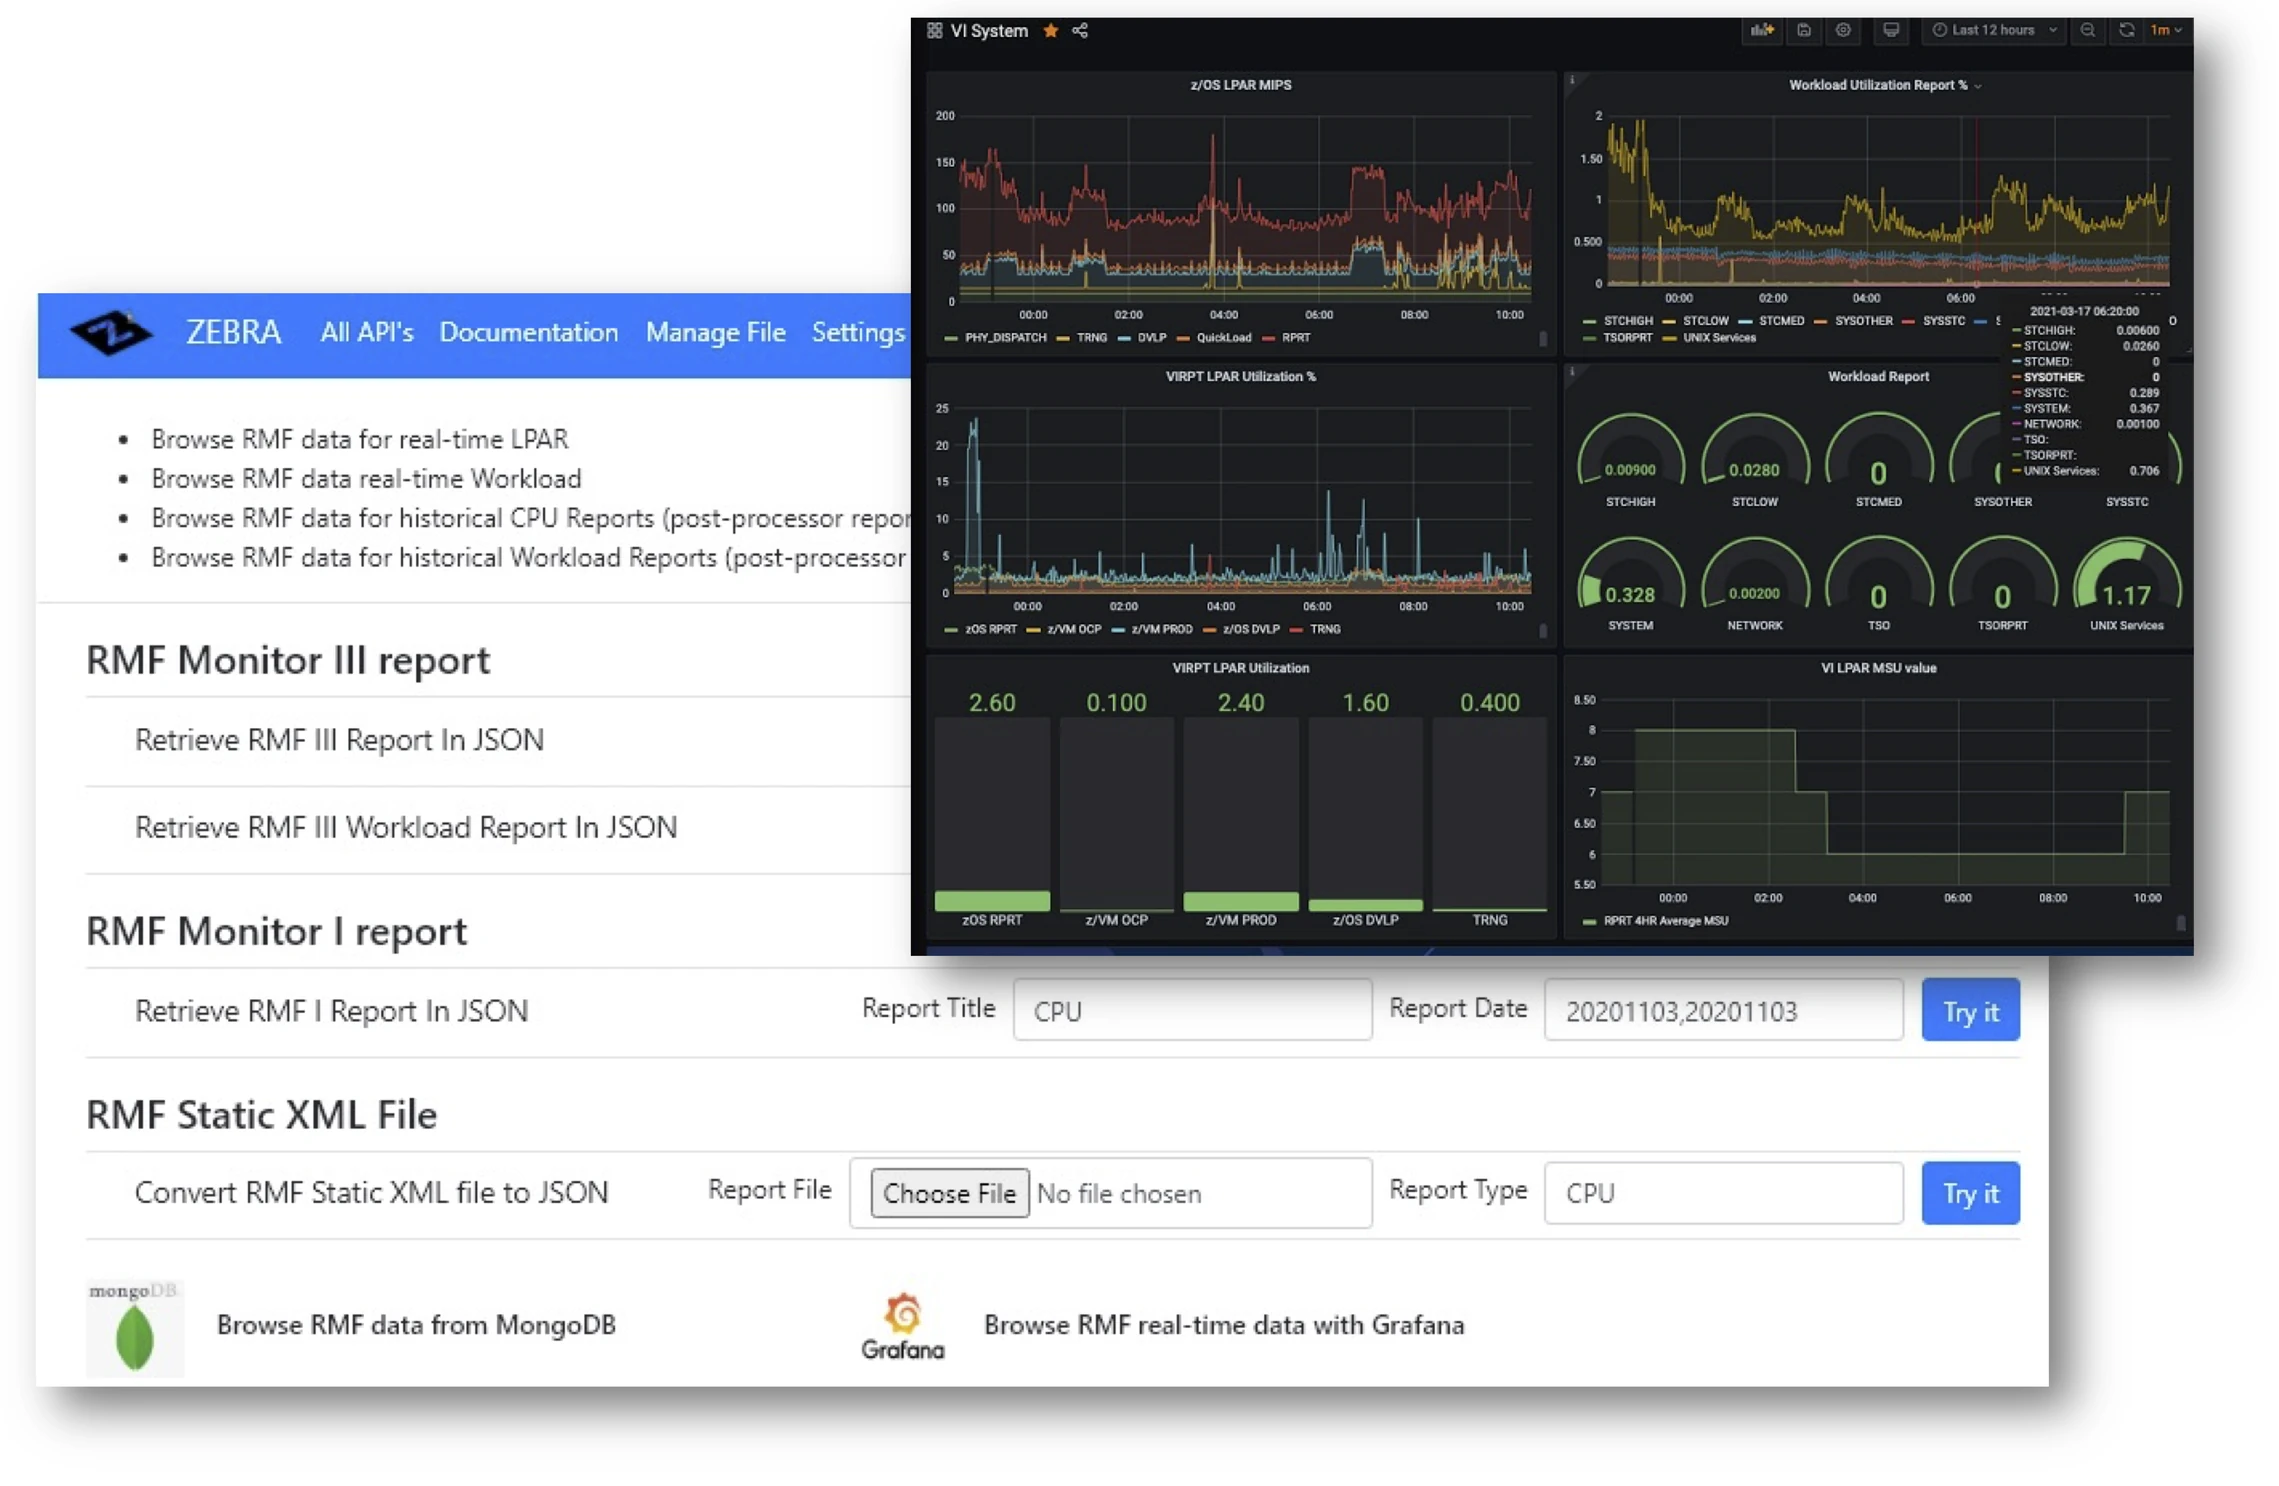 VI System
Last 12 hours
1m
z/OS LPAR MIPS
200
150
100
50
0
00:00 02:00 04:00 06:00 08:00 10:00
PHY_DISPATCH TRNG DVLP QuickLoad RPRT
Workload Utilization Report %
2
1.50
1
0.500
0
00:00 02:00 04:00 06:00
STCHIGH STCLOW STCMED SYSOTHER SYSSTC
TSORPRT UNIX Services
2021-03-17 06:20:00
STCHIGH: 0.00600
STCLOW: 0.0260
STCMED: 0
SYSOTHER: 0
SYSSTC: 0.289
SYSTEM: 0.367
NETWORK: 0.00100
TSO:
TSORPRT:
UNIX Services: 0.706
VIRPT LPAR Utilization %
25
20
15
10
5
0
00:00 02:00 04:00 06:00 08:00 10:00
zOS RPRT z/VM OCP z/VM PROD z/OS DVLP TRNG
Workload Report
0.00900 0.0280 0
STCHIGH STCLOW STCMED SYSOTHER SYSSTC
0.328 0.00200 0 0 1.17
SYSTEM NETWORK TSO TSORPRT UNIX Services
VIRPT LPAR Utilization
2.60 0.100 2.40 1.60 0.400
zOS RPRT z/VM OCP z/VM PROD z/OS DVLP TRNG
VI LPAR MSU value
8.50
8
7.50
7
6.50
6
5.50
00:00 02:00 04:00 06:00 08:00 10:00
RPRT 4HR Average MSU
ZEBRA All API's Documentation Manage File Settings
• Browse RMF data for real-time LPAR
• Browse RMF data real-time Workload
• Browse RMF data for historical CPU Reports (post-processor repor
• Browse RMF data for historical Workload Reports (post-processor
RMF Monitor III report
Retrieve RMF III Report In JSON
Retrieve RMF III Workload Report In JSON
RMF Monitor I report
Retrieve RMF I Report In JSON Report Title CPU Report Date 20201103,20201103 Try it
RMF Static XML File
Convert RMF Static XML file to JSON Report File Choose File No file chosen Report Type CPU Try it
mongoDB
Browse RMF data from MongoDB
Grafana
Browse RMF real-time data with Grafana